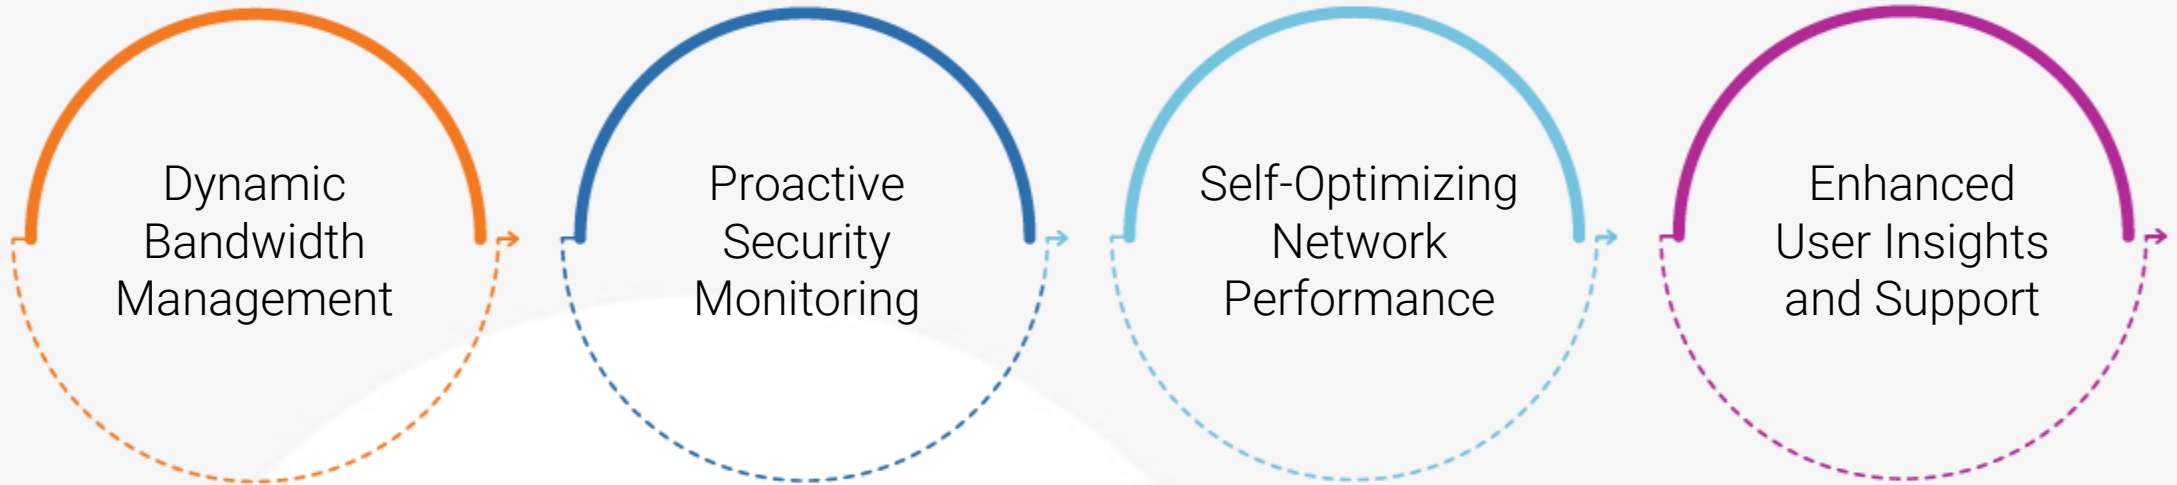 Dynamic
Bandwidth
Management
Proactive
Security
Monitoring
Self-Optimizing
Network
Performance
Enhanced
User Insights
and Support